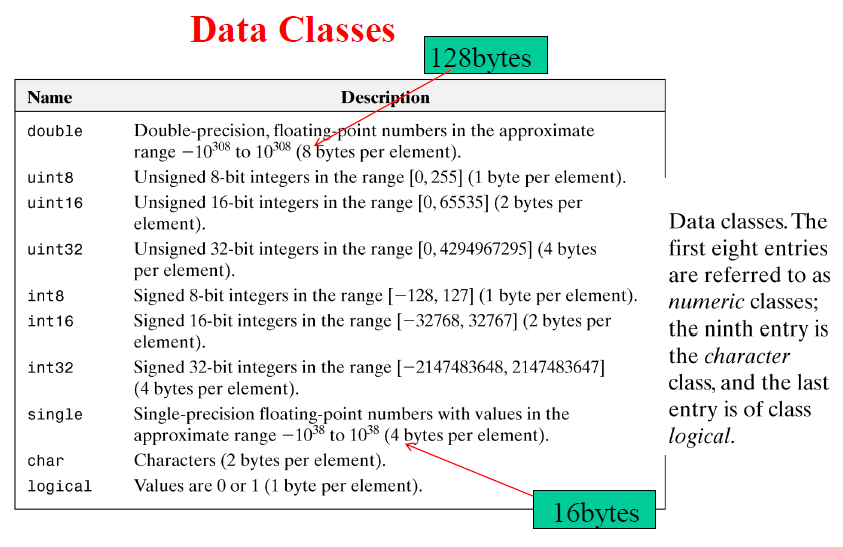 Data Classes
128bytes
Name Description
double Double-precision, floating-point numbers in the approximate
range −10^308 to 10^308 (8 bytes per element).
uint8 Unsigned 8-bit integers in the range [0, 255] (1 byte per element).
uint16 Unsigned 16-bit integers in the range [0, 65535] (2 bytes per
element).
uint32 Unsigned 32-bit integers in the range [0, 4294967295] (4 bytes
per element).
int8 Signed 8-bit integers in the range [−128, 127] (1 byte per element).
int16 Signed 16-bit integers in the range [−32768, 32767] (2 bytes per
element).
int32 Signed 32-bit integers in the range [−2147483648, 2147483647]
(4 bytes per element).
single Single-precision floating-point numbers with values in the
approximate range −10^38 to 10^38 (4 bytes per element).
char Characters (2 bytes per element).
logical Values are 0 or 1 (1 byte per element).
16bytes
Data classes. The
first eight entries
are referred to as
numeric classes;
the ninth entry is
the character
class, and the last
entry is of class
logical.